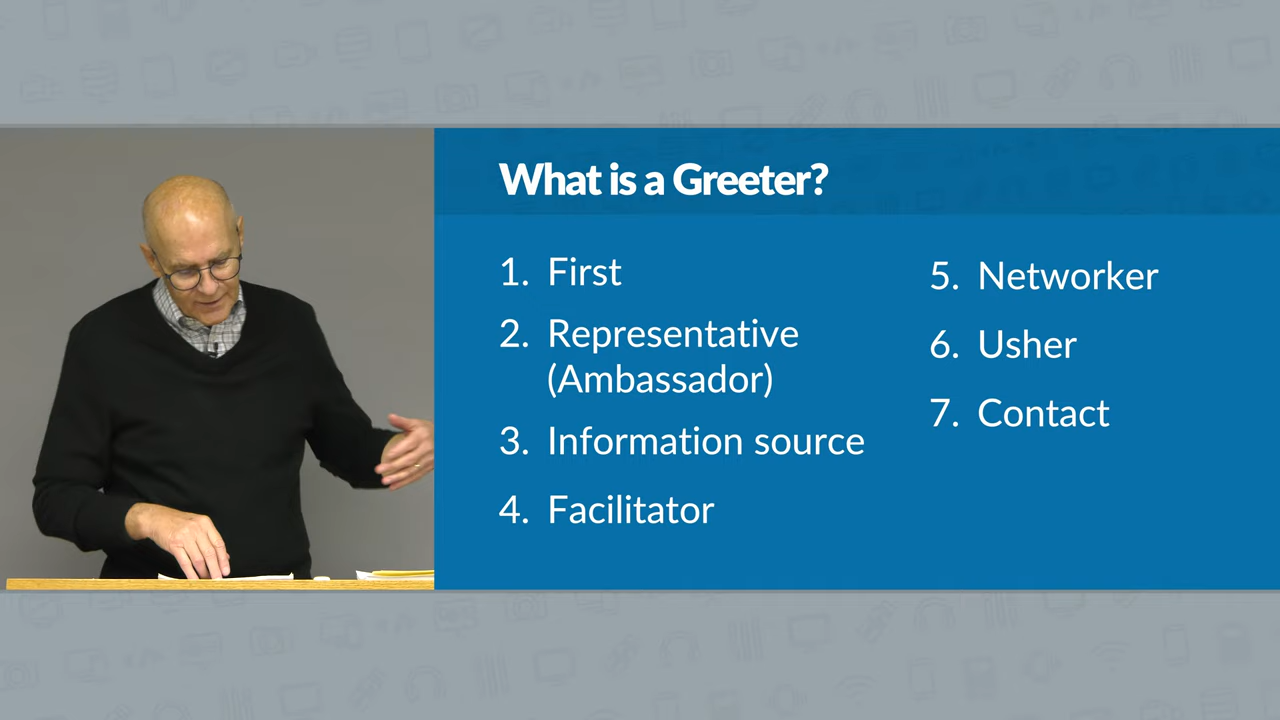 What is a Greeter?
1. First
2. Representative
(Ambassador)
3. Information source
4. Facilitator
5. Networker
6. Usher
7. Contact